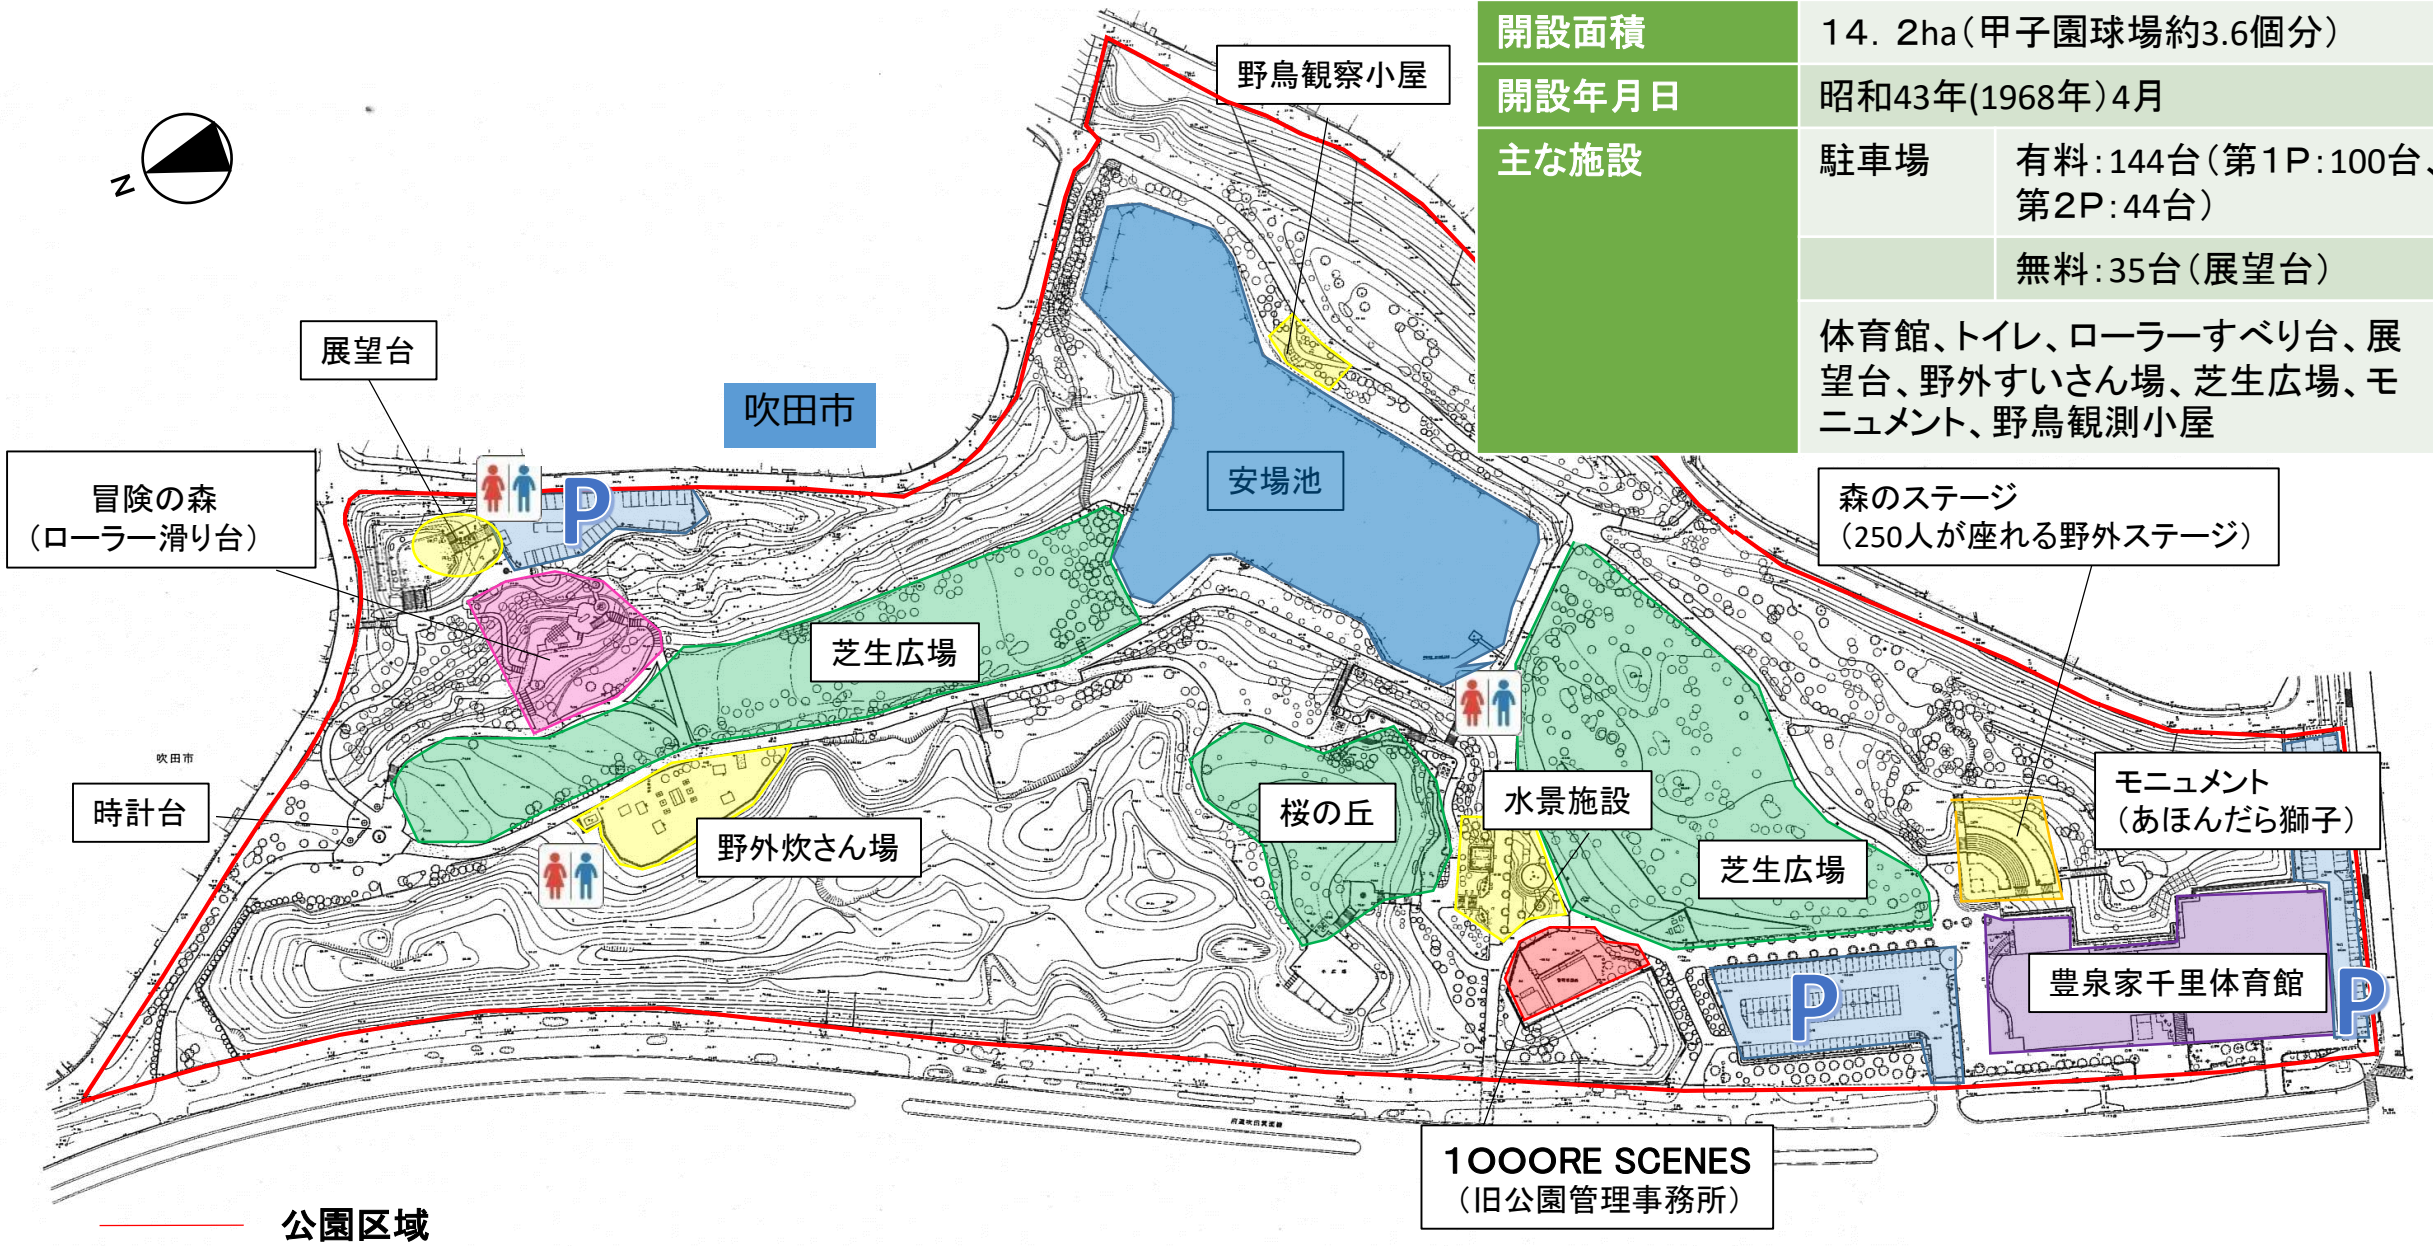 開設面積
14．2ha（甲子園球場約3.6個分）
開設年月日
昭和43年(1968年）4月
主な施設
駐車場
有料：144台（第１P：100台、
第２P：44台）
無料：35台（展望台）
体育館、トイレ、ローラーすべり台、展
望台、野外すいさん場、芝生広場、モ
ニュメント、野鳥観測小屋
野鳥観察小屋
N
展望台
吹田市
冒険の森
（ローラー滑り台）
P
安場池
森のステージ
（250人が座れる野外ステージ）
芝生広場
吹田市
時計台
野外炊さん場
桜の丘
水景施設
芝生広場
モニュメント
（あほんだら獅子）
豊泉家千里体育館
P
P
1OOORE SCENES
（旧公園管理事務所）
公園区域